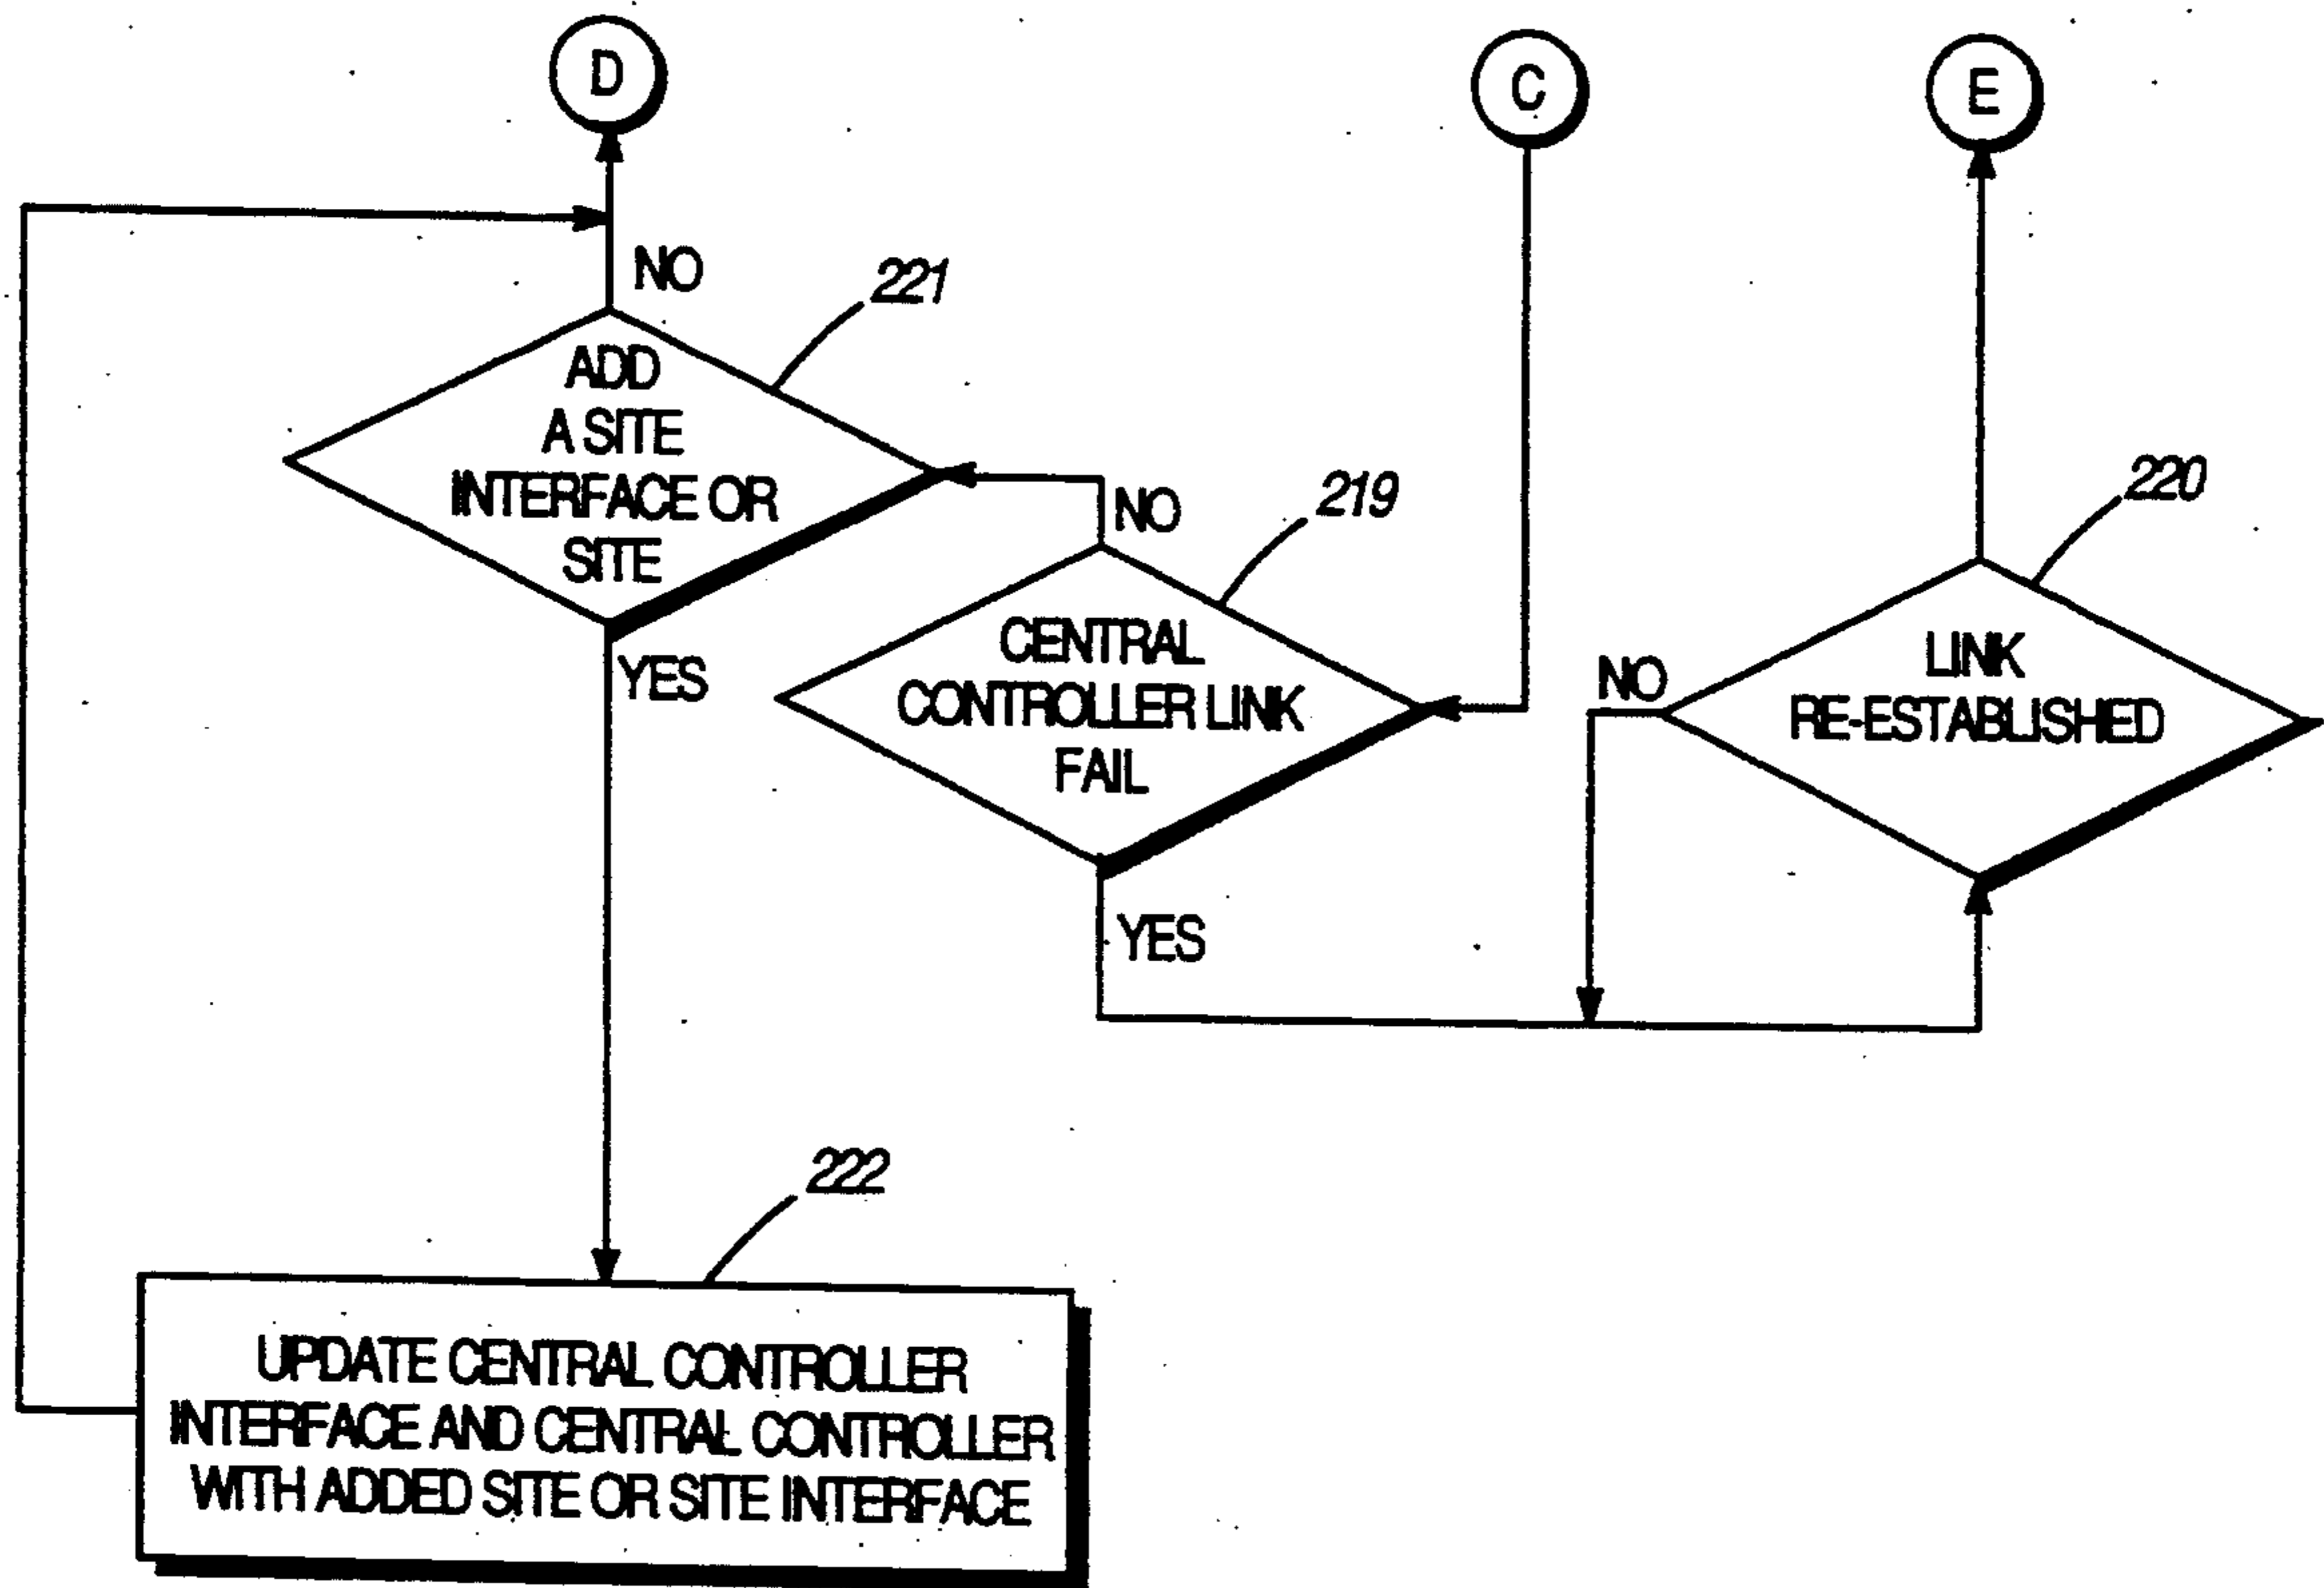 D
C
E
NO
221
ADD
A SITE
INTERFACE OR
SITE
YES
NO
219
CENTRAL
CONTROLLER LINK
FAIL
YES
220
NO
LINK
RE-ESTABLISHED
222
UPDATE CENTRAL CONTROLLER
INTERFACE AND CENTRAL CONTROLLER
WITH ADDED SITE OR SITE INTERFACE